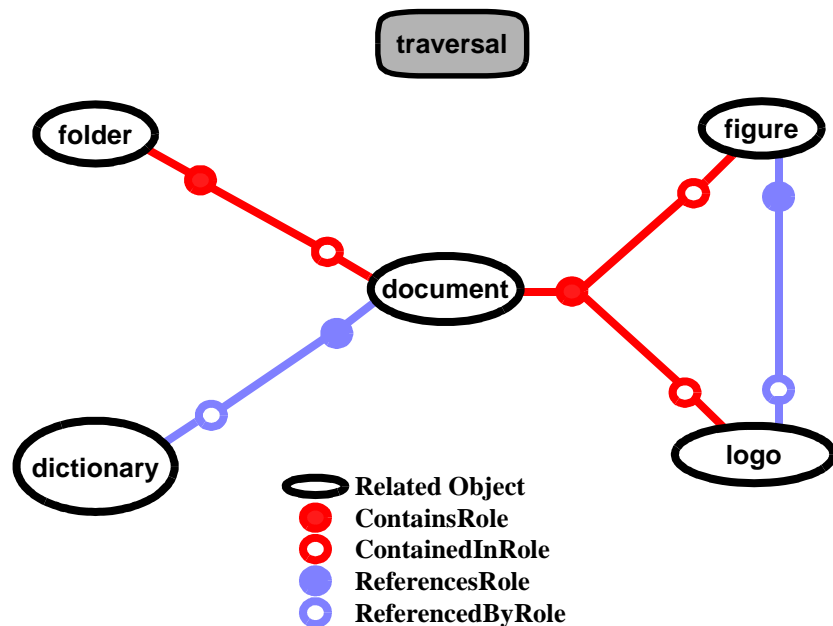 traversal
folder
figure
document
dictionary
logo
Related Object
ContainsRole
ContainedInRole
ReferencesRole
ReferencedByRole